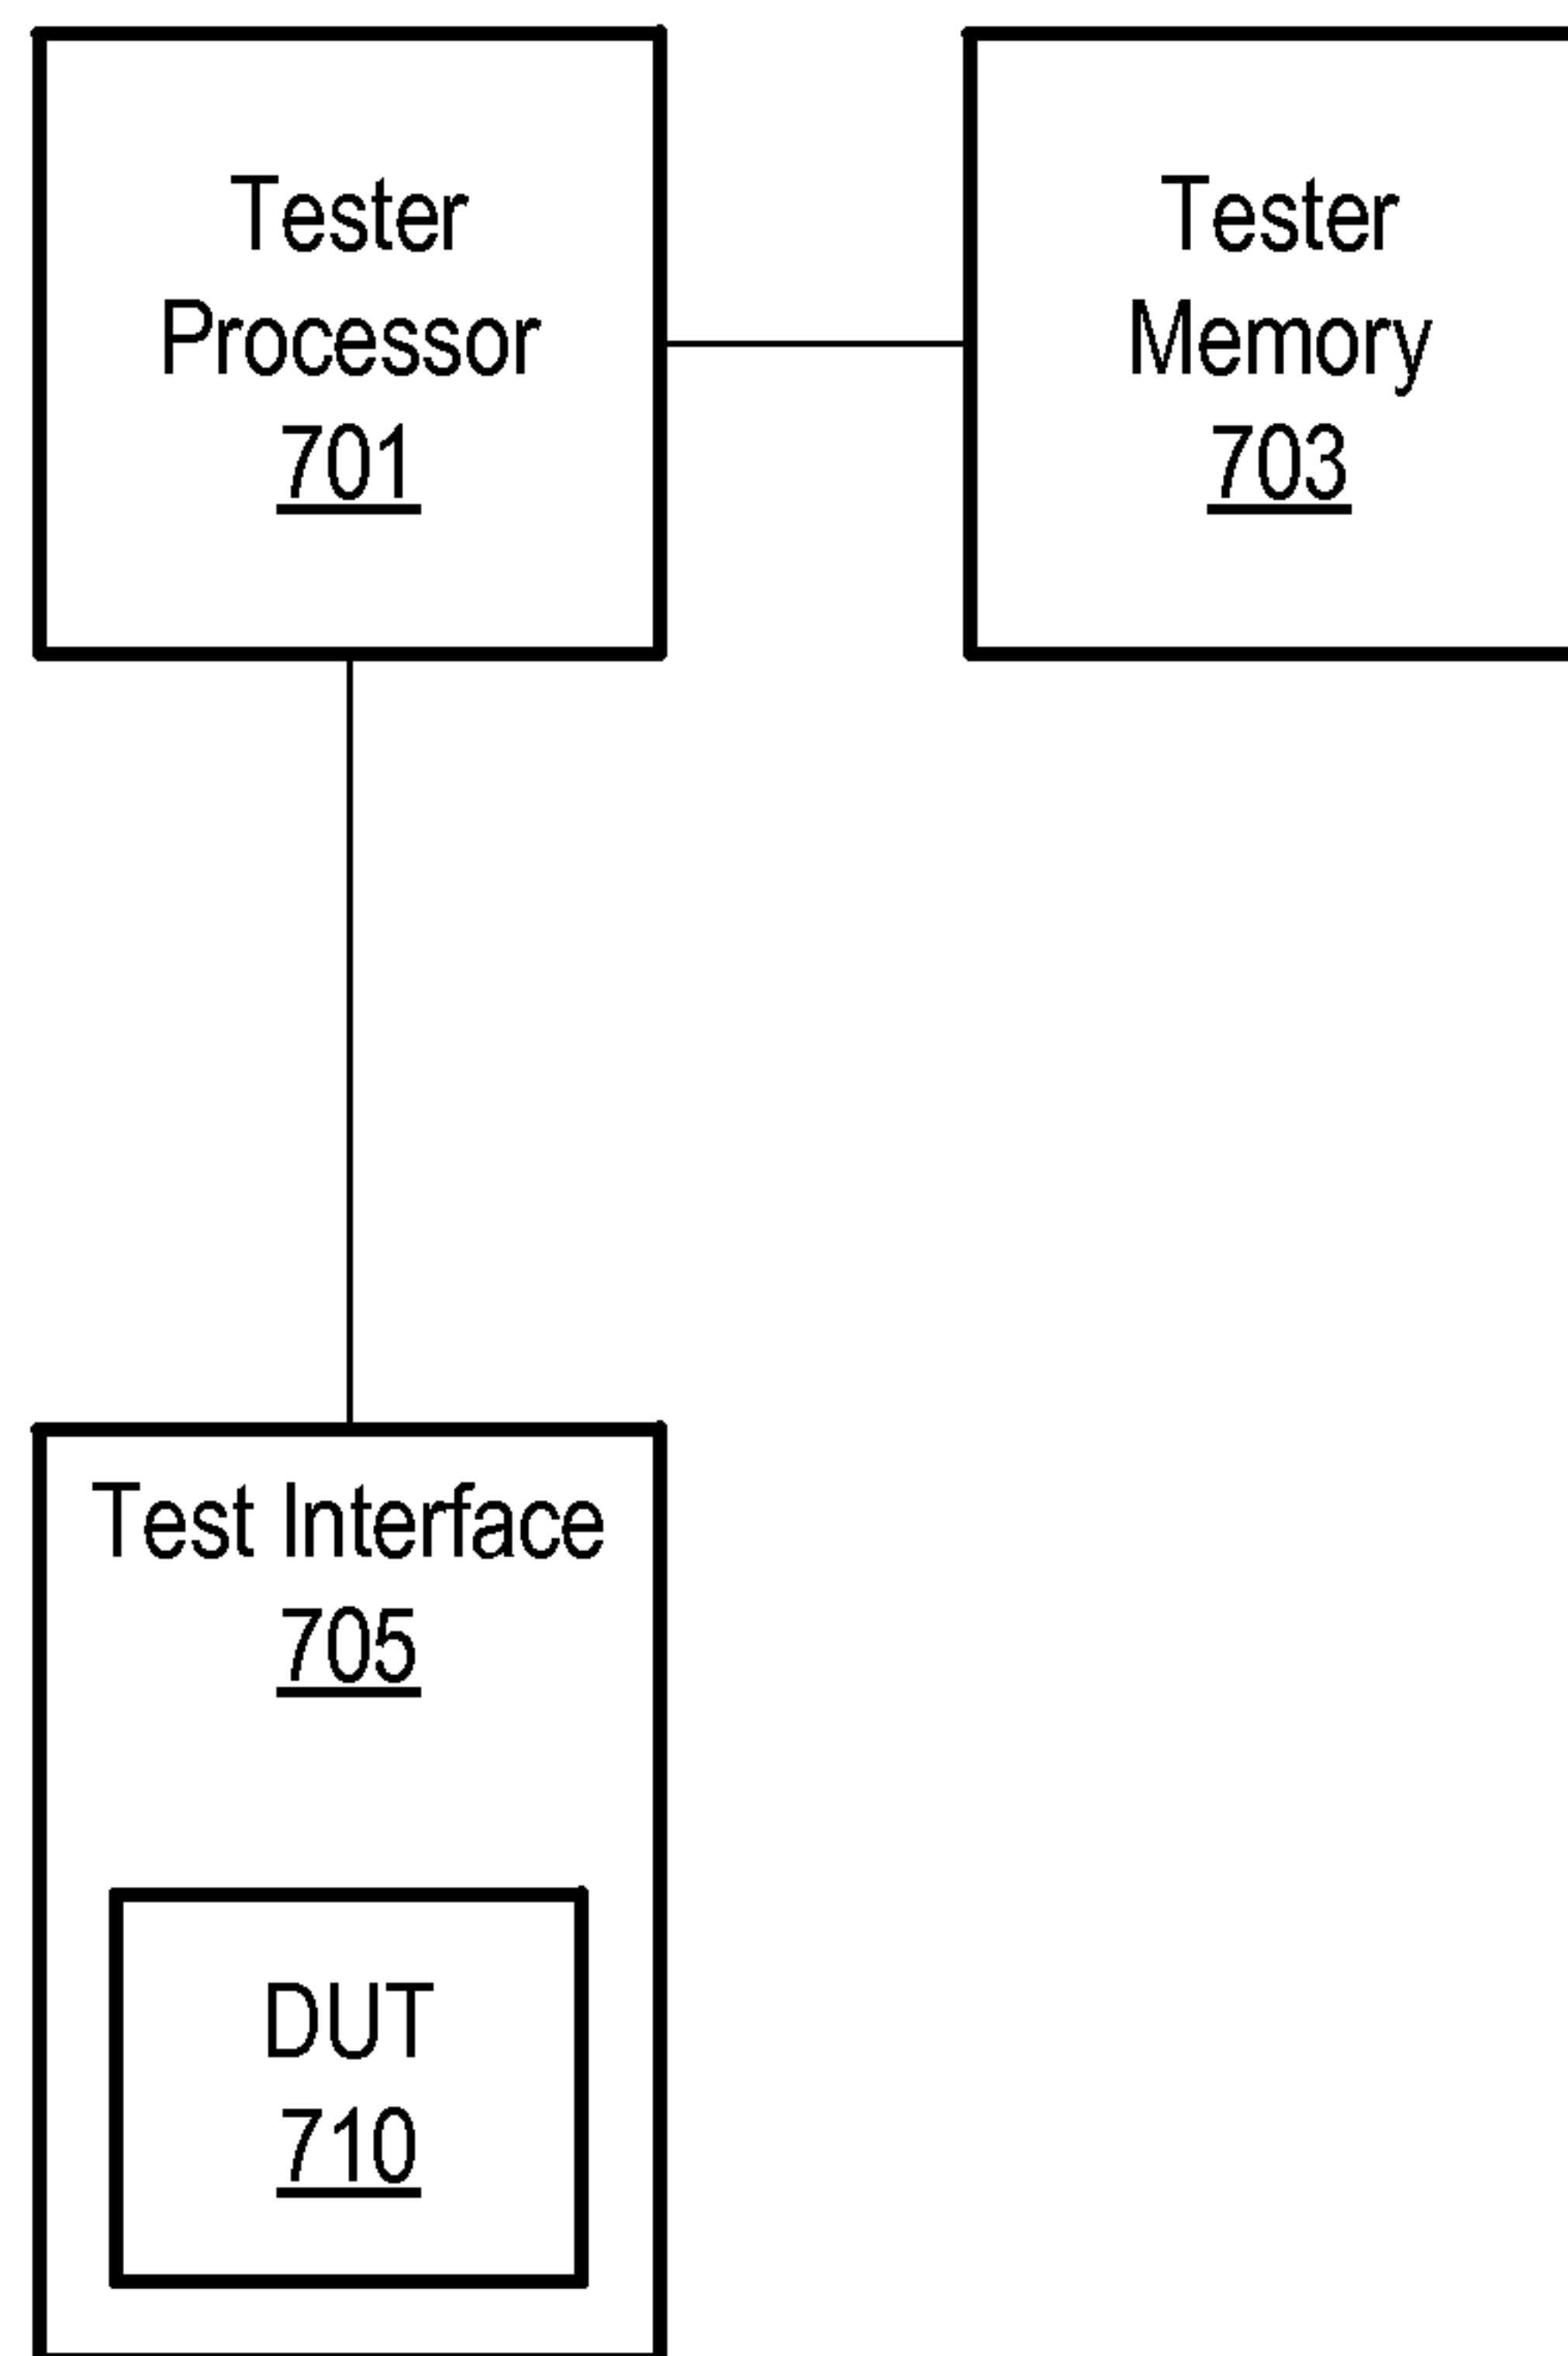 Tester
Processor
701
Tester
Memory
703
Test Interface
705
DUT
710